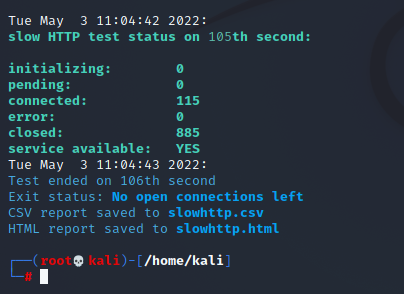 Tue May  3 11:04:42 2022:
slow HTTP test status on 105th second:

initializing:        0
pending:             0
connected:           115
error:               0
closed:              885
service available:   YES
Tue May  3 11:04:43 2022:
Test ended on 106th second
Exit status: No open connections left
CSV report saved to slowhttp.csv
HTML report saved to slowhttp.html

┌──(root💀kali)-[/home/kali]
└─#